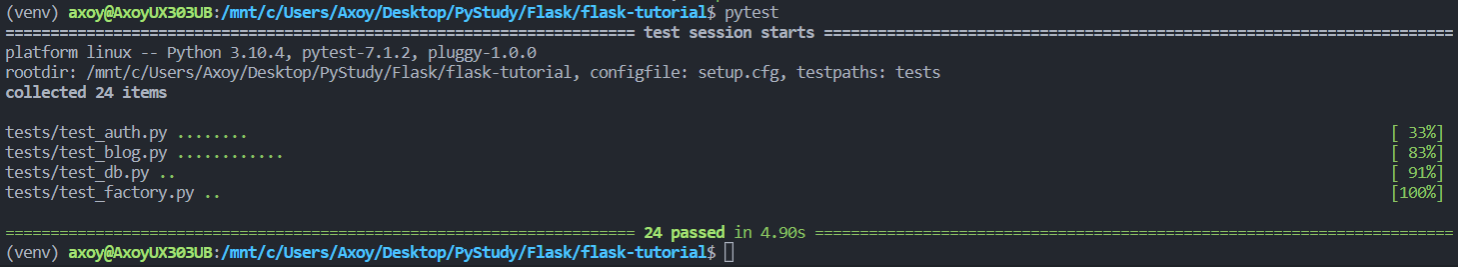 (venv) axoy@AxoyUX303UB:/mnt/c/Users/Axoy/Desktop/PyStudy/Flask/flask-tutorial$ pytest
====================================================================== test session starts ======================================================================
platform linux -- Python 3.10.4, pytest-7.1.2, pluggy-1.0.0
rootdir: /mnt/c/Users/Axoy/Desktop/PyStudy/Flask/flask-tutorial, configfile: setup.cfg, testpaths: tests
collected 24 items
tests/test_auth.py ........ [ 33%]
tests/test_blog.py ............ [ 83%]
tests/test_db.py .. [ 91%]
tests/test_factory.py .. [100%]
====================================================================== 24 passed in 4.90s =======================================================================
(venv) axoy@AxoyUX303UB:/mnt/c/Users/Axoy/Desktop/PyStudy/Flask/flask-tutorial$